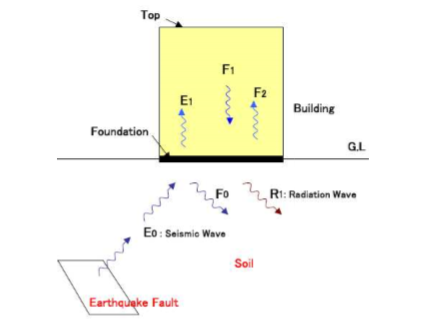 Top
F1
E1
F2
Building
Foundation
G.L
F0
R1: Radiation Wave
E0 : Seismic Wave
Soil
Earthquake Fault